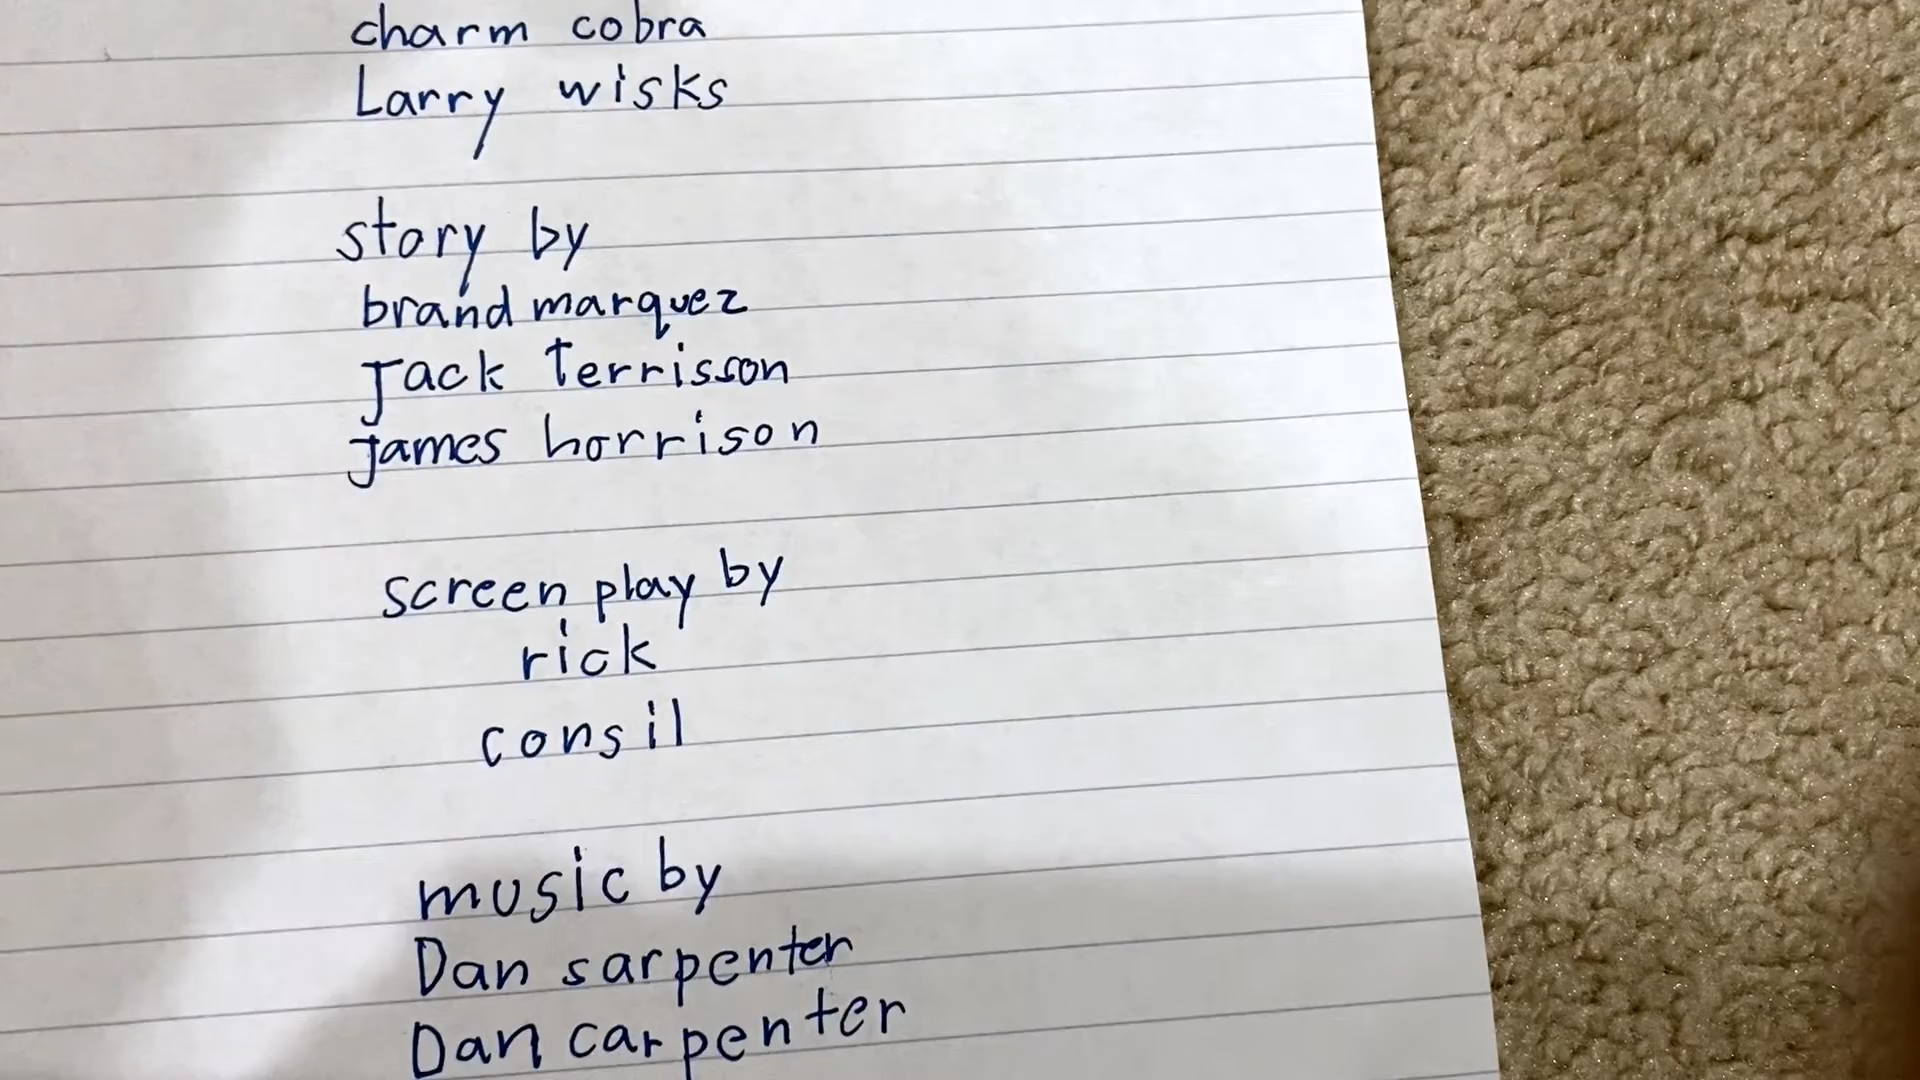 charm cobra
Larry wisks
story by
brand marquez
Jack Terrisson
james horrison
screen play by
rick
consil
music by
Dan sarpenter
Dan carpenter